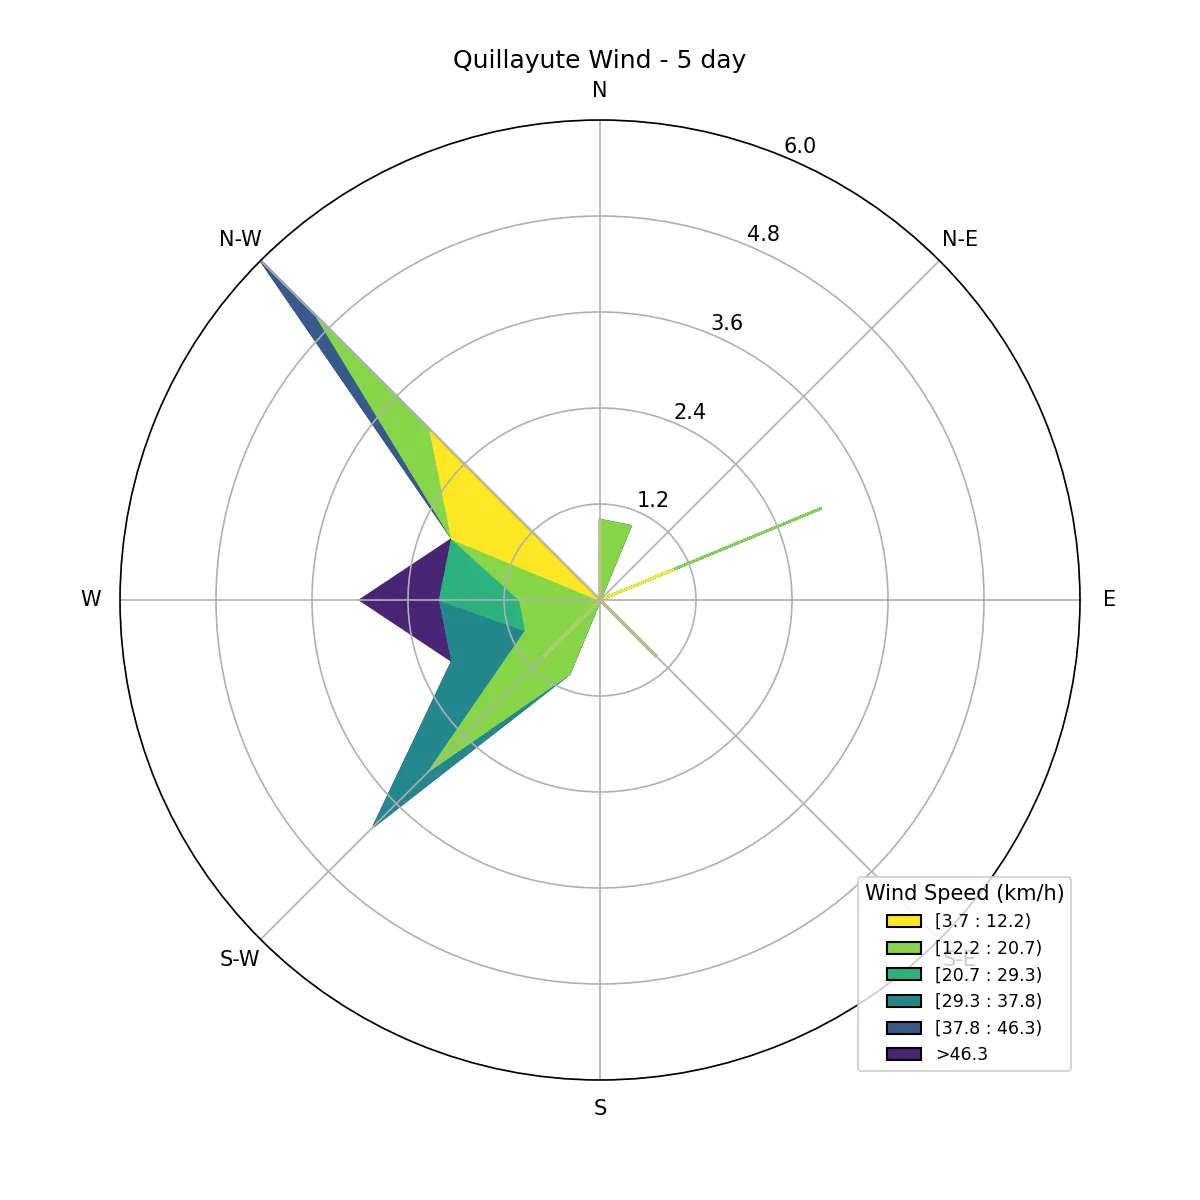 Quillayute Wind - 5 day
N
6.0
N-W
N-E
4.8
3.6
2.4
1.2
W
E
S-W
S-E
S
Wind Speed (km/h)
[3.7 : 12.2)
[12.2 : 20.7)
[20.7 : 29.3)
[29.3 : 37.8)
[37.8 : 46.3)
>46.3